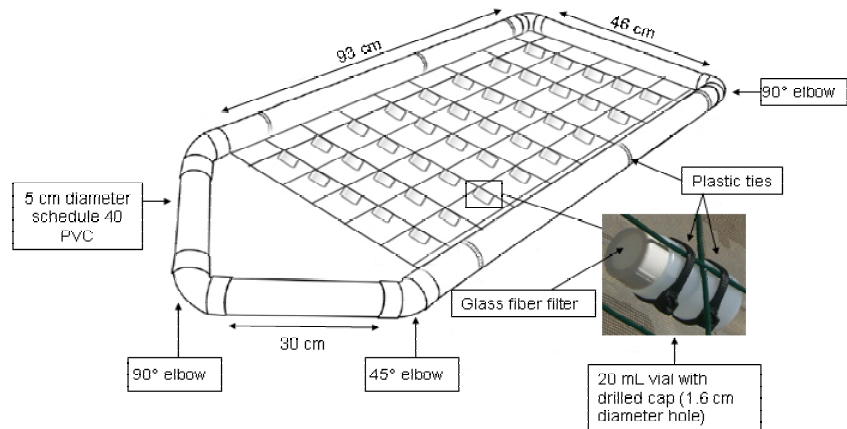 46 cm
93 cm
90° elbow
5 cm diameter
schedule 40
PVC
Plastic ties
Glass fiber filter
30 cm
90° elbow
45° elbow
20 mL vial with
drilled cap (1.6 cm
diameter hole)